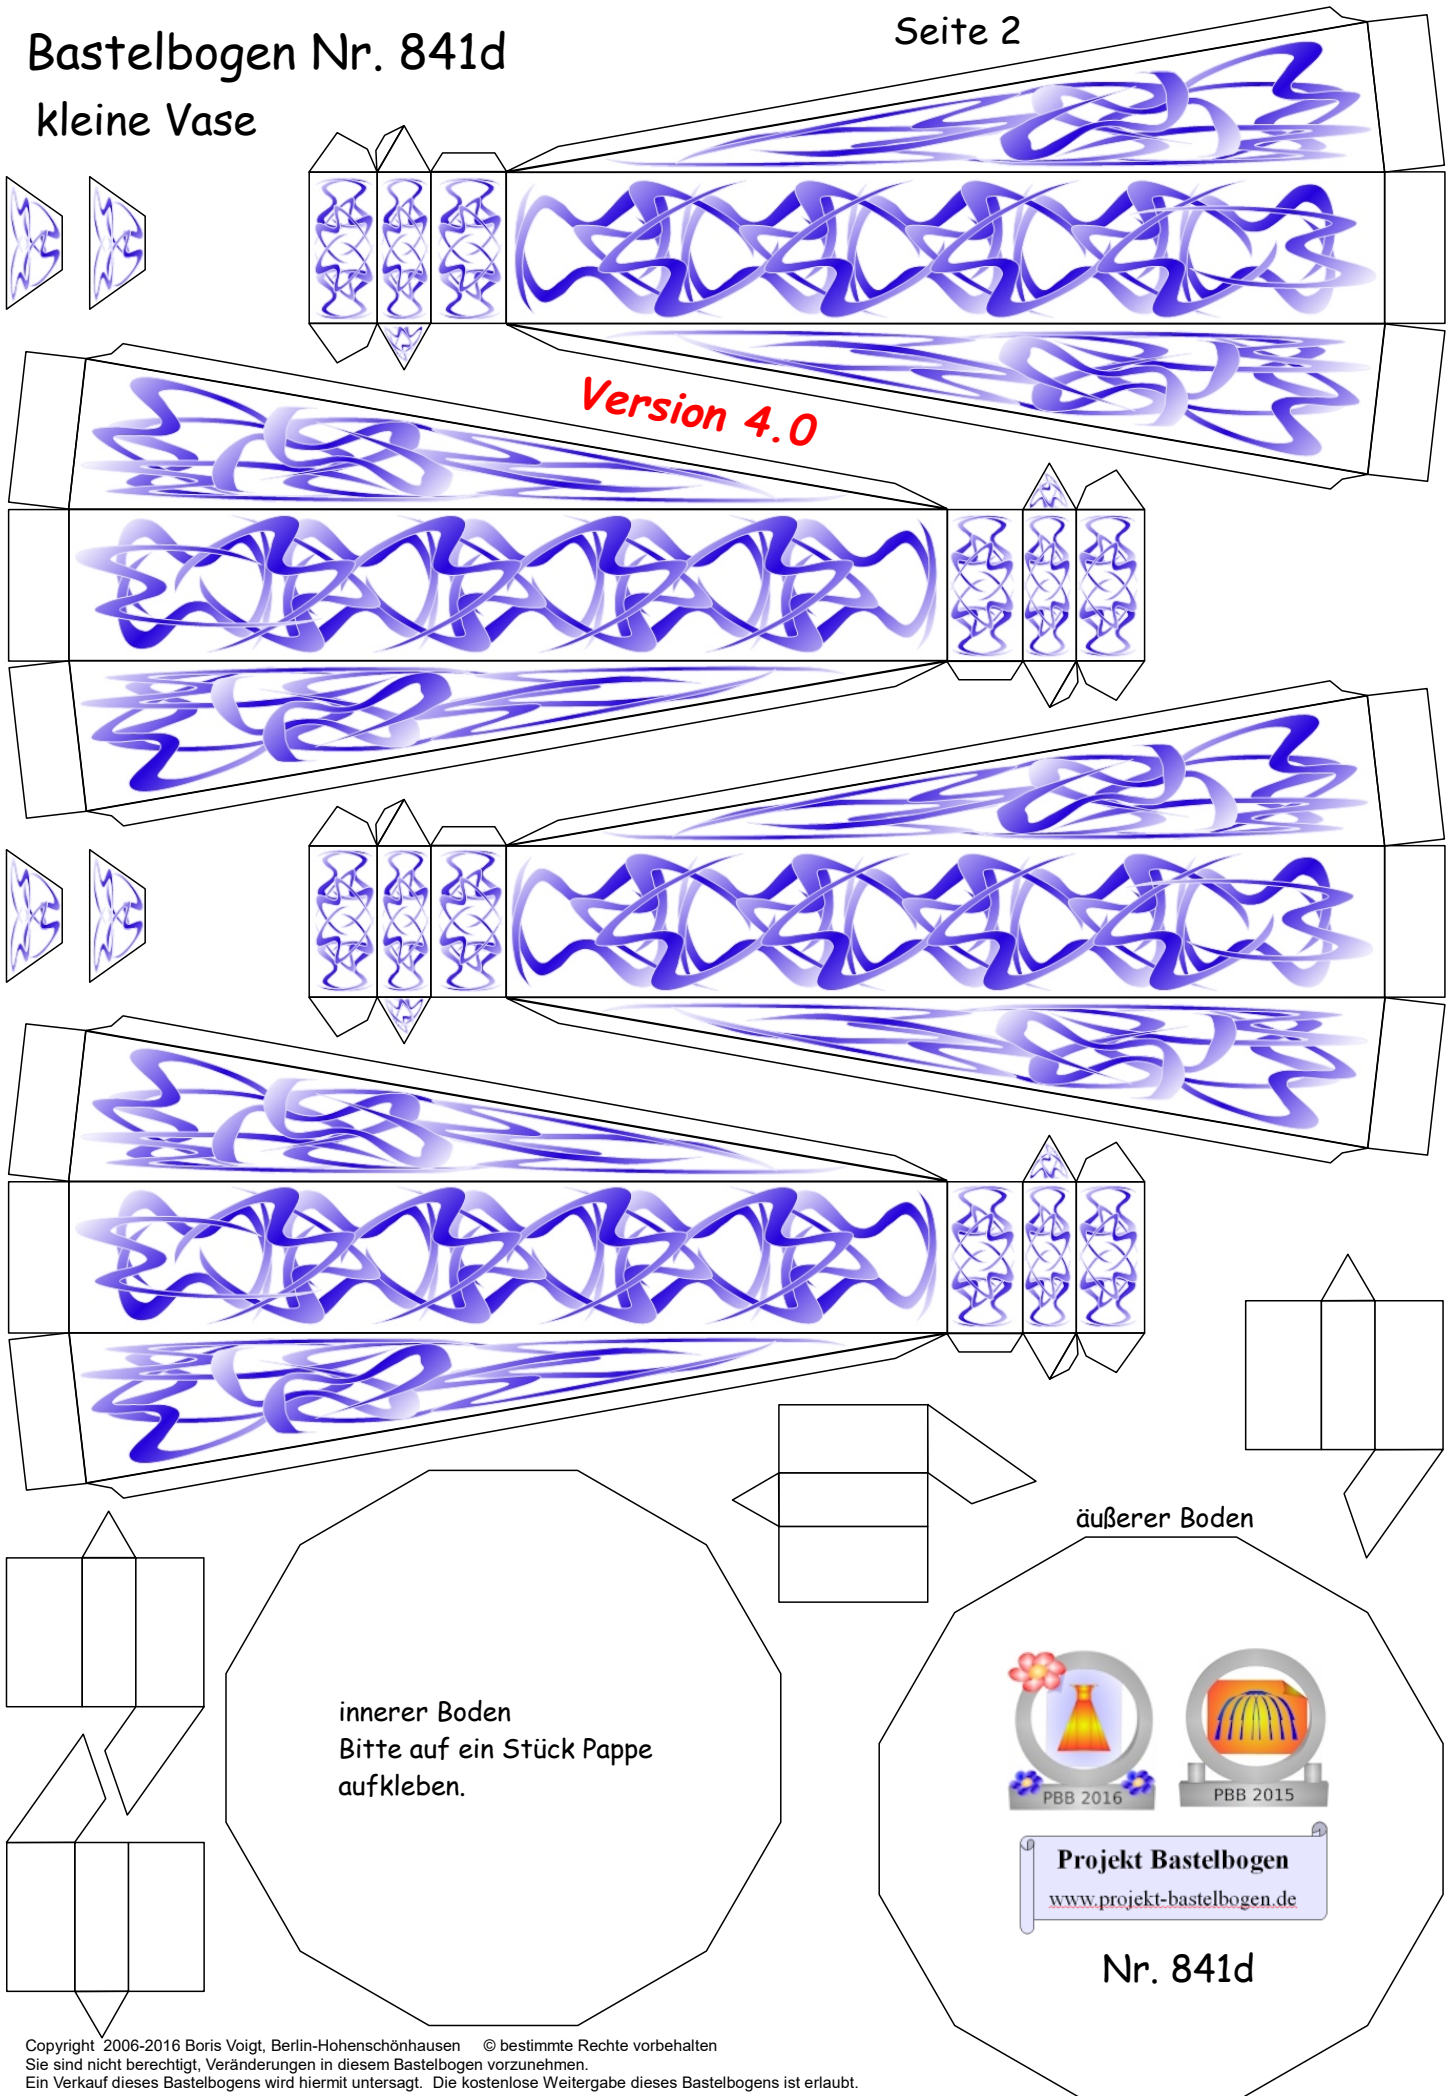 Bastelbogen Nr. 841d
Seite 2
kleine Vase
Version 4.0
äußerer Boden
innerer Boden
Bitte auf ein Stück Pappe
aufkleben.
PBB 2016
PBB 2015
Projekt Bastelbogen
www.projekt-bastelbogen.de
Nr. 841d
Copyright 2006-2016 Boris Voigt, Berlin-Hohenschönhausen © bestimmte Rechte vorbehalten
Sie sind nicht berechtigt, Veränderungen in diesem Bastelbogen vorzunehmen.
Ein Verkauf dieses Bastelbogens wird hiermit untersagt. Die kostenlose Weitergabe dieses Bastelbogens ist erlaubt.